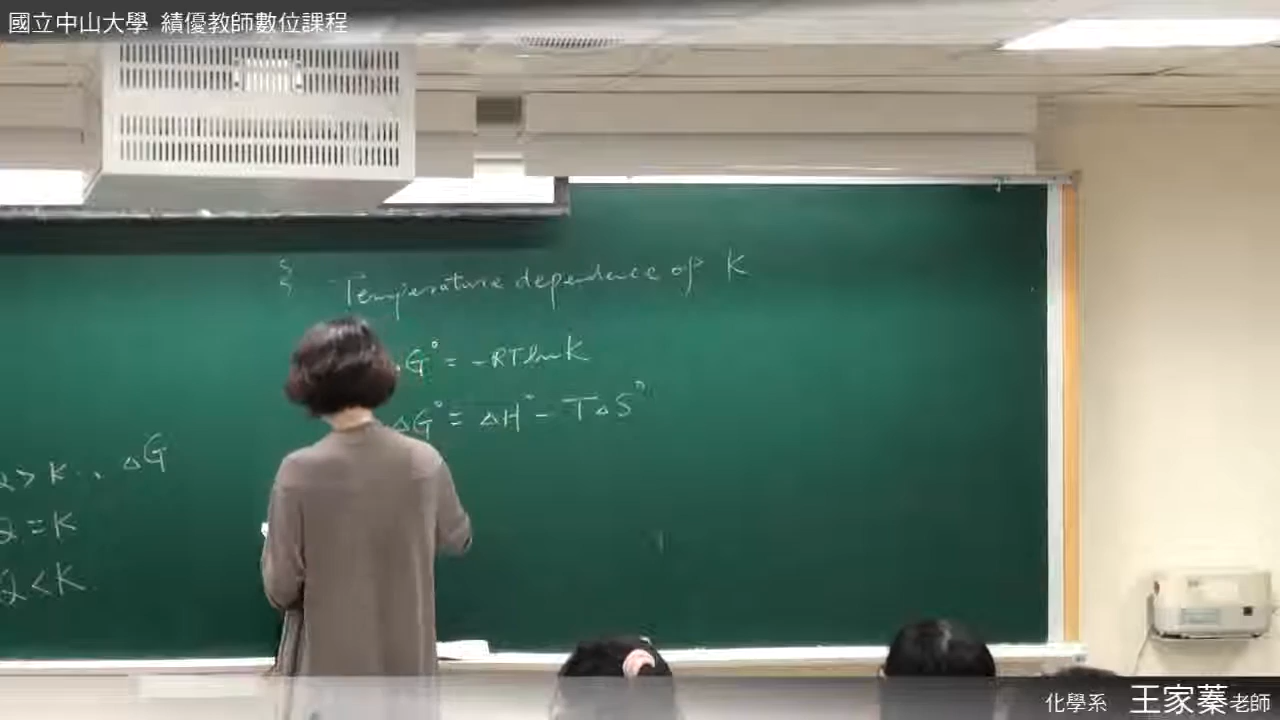 國立中山大學 績優教師數位課程
§ Temperature dependence of K
G° = -RTlnK
ΔG° = ΔH° - TΔS°
Q > K ∴ ΔG
Q = K
Q < K
化學系 王家蓁老師